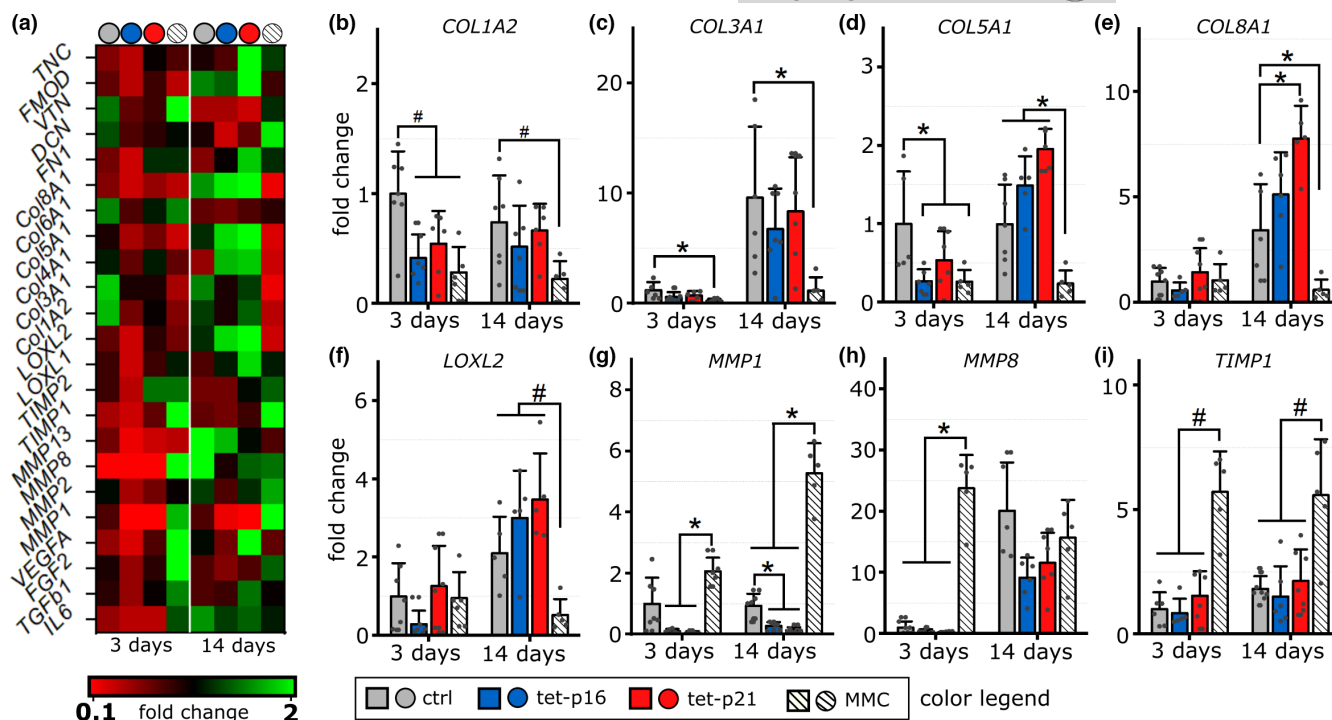 (a)
TNC
FMOD
VTN
DCN
FN1
Col8A1
Col6A1
Col5A1
Col4A1
Col3A1
Col1A2
LOXL2
LOXL1
TIMP2
TIMP1
MMP13
MMP8
MMP2
MMP1
VEGFA
FGF2
TGFb1
IL6
3 days 14 days
0.1 fold change 2
(b) COL1A2
fold change
2
1
0
# #
3 days 14 days
(c) COL3A1
20
10
0
* *
3 days 14 days
(d) COL5A1
3
2
1
0
* *
3 days 14 days
(e) COL8A1
10
5
0
*
*
3 days 14 days
(f) LOXL2
fold change
6
4
2
0
#
3 days 14 days
(g) MMP1
6
4
2
0
*
* *
3 days 14 days
(h) MMP8
40
30
20
10
0
*
3 days 14 days
(i) TIMP1
10
5
0
# #
3 days 14 days
ctrl tet-p16 tet-p21 MMC color legend